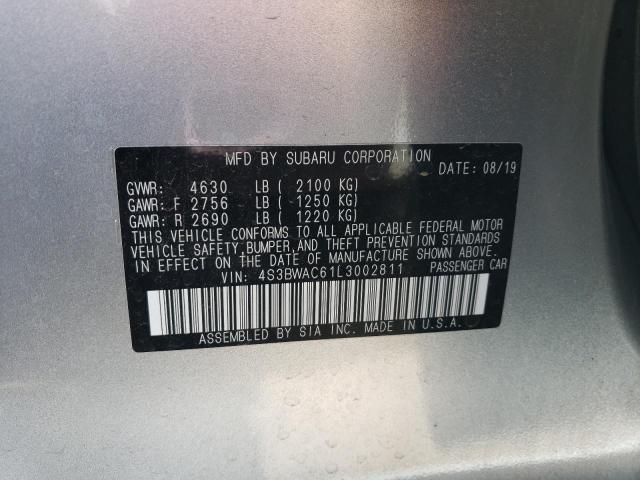 MFD BY SUBARU CORPORATION
DATE: 08/19
GVWR: 4630 LB ( 2100 KG)
GAWR: F 2756 LB ( 1250 KG)
GAWR: R 2690 LB ( 1220 KG)
THIS VEHICLE CONFORMS TO ALL APPLICABLE FEDERAL MOTOR
VEHICLE SAFETY, BUMPER, AND THEFT PREVENTION STANDARDS
IN EFFECT ON THE DATE OF MANUFACTURE SHOWN ABOVE.
VIN: 4S3BWAC61L3002811 PASSENGER CAR
ASSEMBLED BY SIA INC. MADE IN U.S.A.